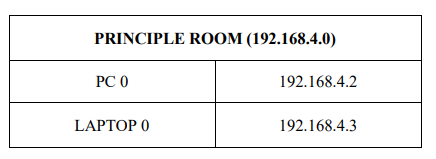 PRINCIPLE ROOM (192.168.4.0)
PC 0 192.168.4.2
LAPTOP 0 192.168.4.3